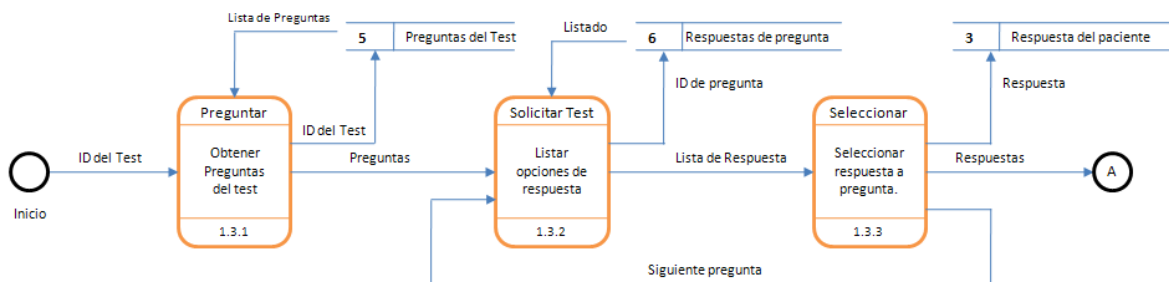 Lista de Preguntas
5 Preguntas del Test
Listado
6 Respuestas de pregunta
3 Respuesta del paciente
ID de pregunta
Respuesta
Preguntar
Solicitar Test
Seleccionar
ID del Test
ID del Test
Obtener
Preguntas
del test
Preguntas
Listar
opciones de
respuesta
Lista de Respuesta
Seleccionar
respuesta a
pregunta.
Respuestas
A
Inicio
1.3.1
1.3.2
1.3.3
Siguiente pregunta